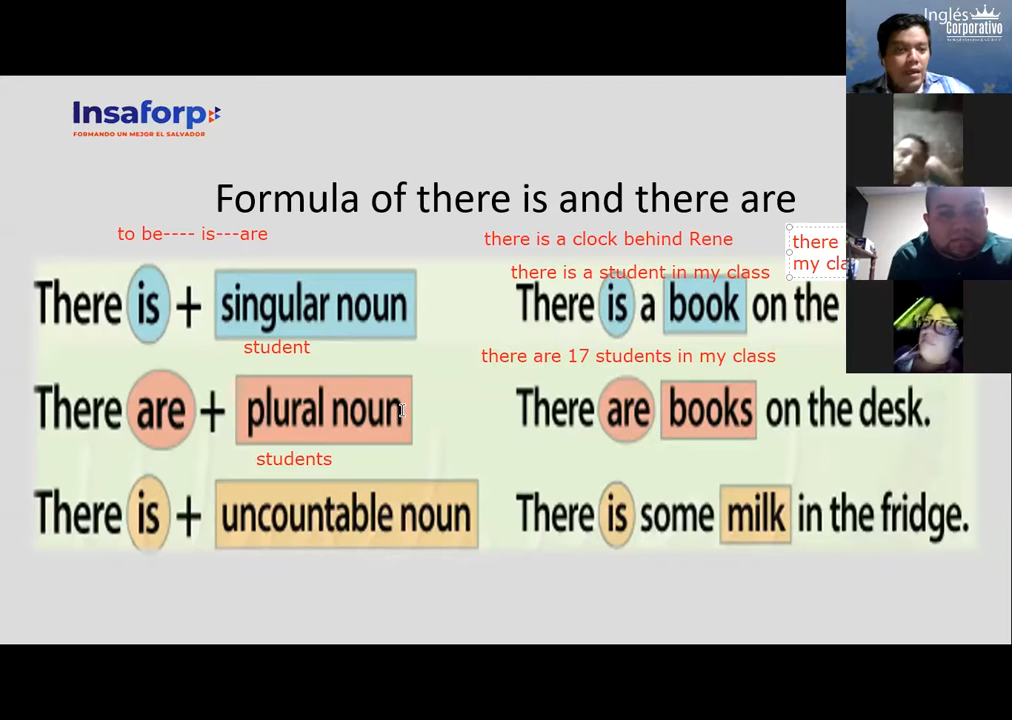 Inglés
Corporativo
Insaforp
FORMANDO UN MEJOR EL SALVADOR
Formula of there is and there are
to be---- is---are
there is a clock behind Rene
there
my cla
there is a student in my class
There is + singular noun
There is a book on the
student
there are 17 students in my class
There are + plural noun
There are books on the desk.
students
There is + uncountable noun
There is some milk in the fridge.